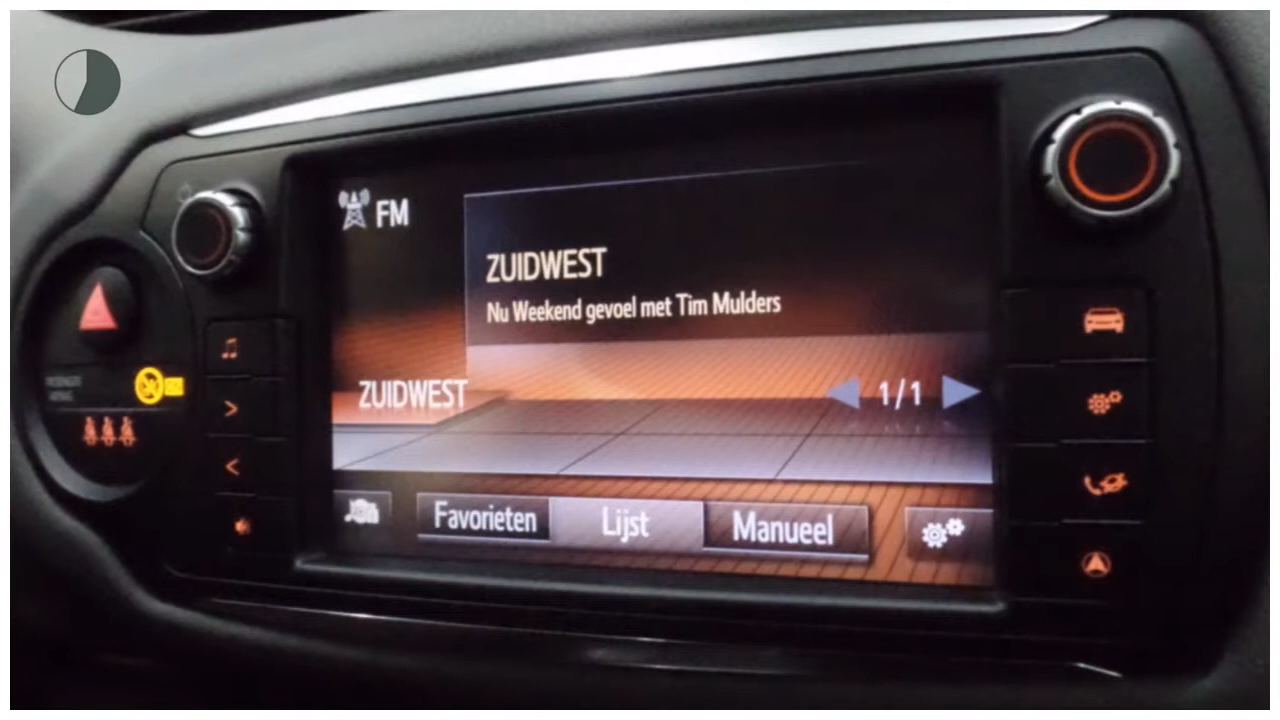 FM
ZUIDWEST
Nu Weekend gevoel met Tim Mulders
ZUIDWEST
1/1
Favorieten
Lijst
Manueel